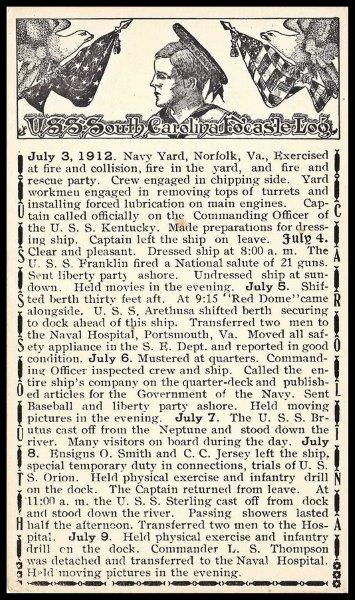 U.S.S. South Carolina Focastle Log
July 3, 1912. Navy Yard, Norfolk, Va., Exercised
at fire and collision, fire in the yard, and fire and
rescue party. Crew engaged in chipping side. Yard
workmeu engaged in removing tops of turrets and
installing forced lubrication on main engines. Cap-
tain called officially on the Commanding Officer of
the U. S. S. Kentucky. Made preparations for dress-
ing ship. Captain left the ship on leave. July 4.
Clear and pleasant. Dressed ship at 8:00 a. m. The
U. S. S. Franklin fired a National salute of 21 guns.
Sent liberty party ashore. Undressed ship at sun-
down. Held movies in the evening. July 5. Shif-
ted berth thirty feet aft. At 9:15 "Red Dome" came
alongside. U. S. S, Arethusa shifted berth securing
to dock ahead of this ship. Transferred two men to
the Naval Hospital, Portsmouth, Va. Moved all saf-
ety appliance in the S. R. Dept. and reported in good
condition. July 6. Mustered at quarters. Command-
ing Officer inspected crew and ship. Called the en-
tire ship's company on the quarter-deck and publish-
ed articles for the Government of the Navy. Sent
Baseball and liberty party ashore. Held moving
pictures in the evening. July 7. The U. S. S. Br-
utus cast off from the Neptune and stood down the
river. Many visitors on board during the day. July
8. Ensigns O. Smith and C. C. Jersey left the ship,
special temporary duty in connections, trials of U. S.
S. Orion. Held physical exercise and infantry drill
on the dock. The Captain returned from leave. At
11:00 a. m. the U. S. S. Sterling cast off from dock
and stood down the river. Passing showers lasted
half the afternoon. Transferred two men to the Hos-
pital. July 9. Held physical exercise and infantry
drill on the dock. Commander L. S. Thompson
was detached and transferred to the Naval Hospital.
Held moving pictures in the evening.
U S S SOUTH
CAROLINA